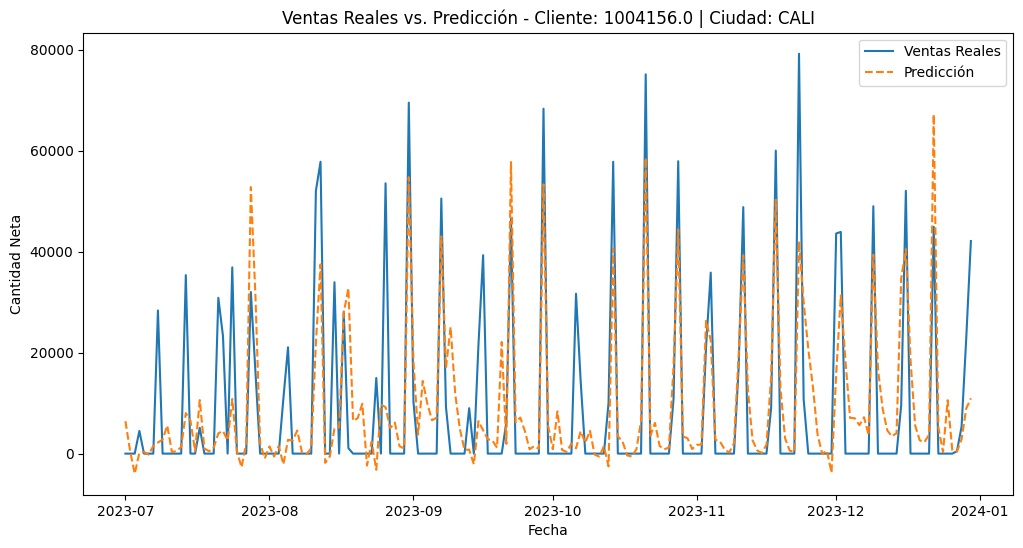 Ventas Reales vs. Predicción - Cliente: 1004156.0 | Ciudad: CALI
Ventas Reales
Predicción
Cantidad Neta
80000
60000
40000
20000
0
2023-07
2023-08
2023-09
2023-10
2023-11
2023-12
2024-01
Fecha